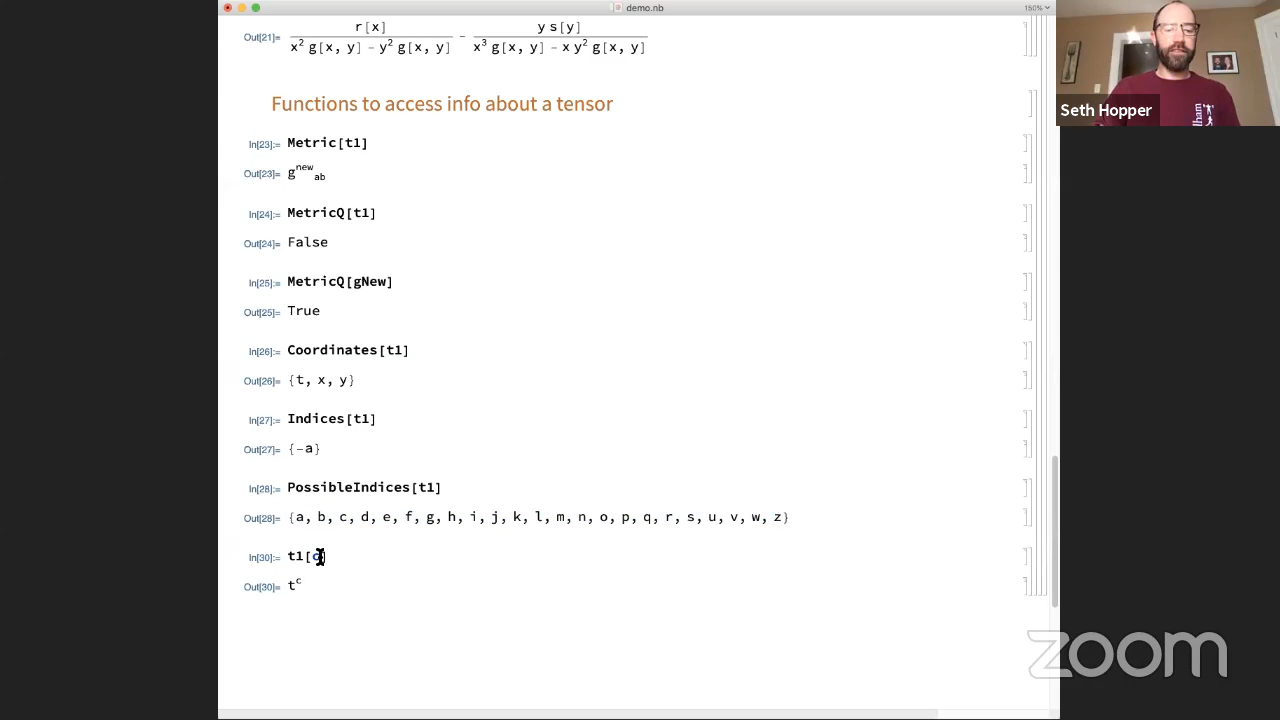 demo.nb
150%
Out[21]= r[x] / (x² g[x, y] - y² g[x, y]) - y s[y] / (x³ g[x, y] - x y² g[x, y])
Functions to access info about a tensor
In[23]:= Metric[t1]
Out[23]= g^new_ab
In[24]:= MetricQ[t1]
Out[24]= False
In[25]:= MetricQ[gNew]
Out[25]= True
In[26]:= Coordinates[t1]
Out[26]= {t, x, y}
In[27]:= Indices[t1]
Out[27]= {-a}
In[28]:= PossibleIndices[t1]
Out[28]= {a, b, c, d, e, f, g, h, i, j, k, l, m, n, o, p, q, r, s, u, v, w, z}
In[30]:= t1[c]
Out[30]= t^c
Seth Hopper
zoom